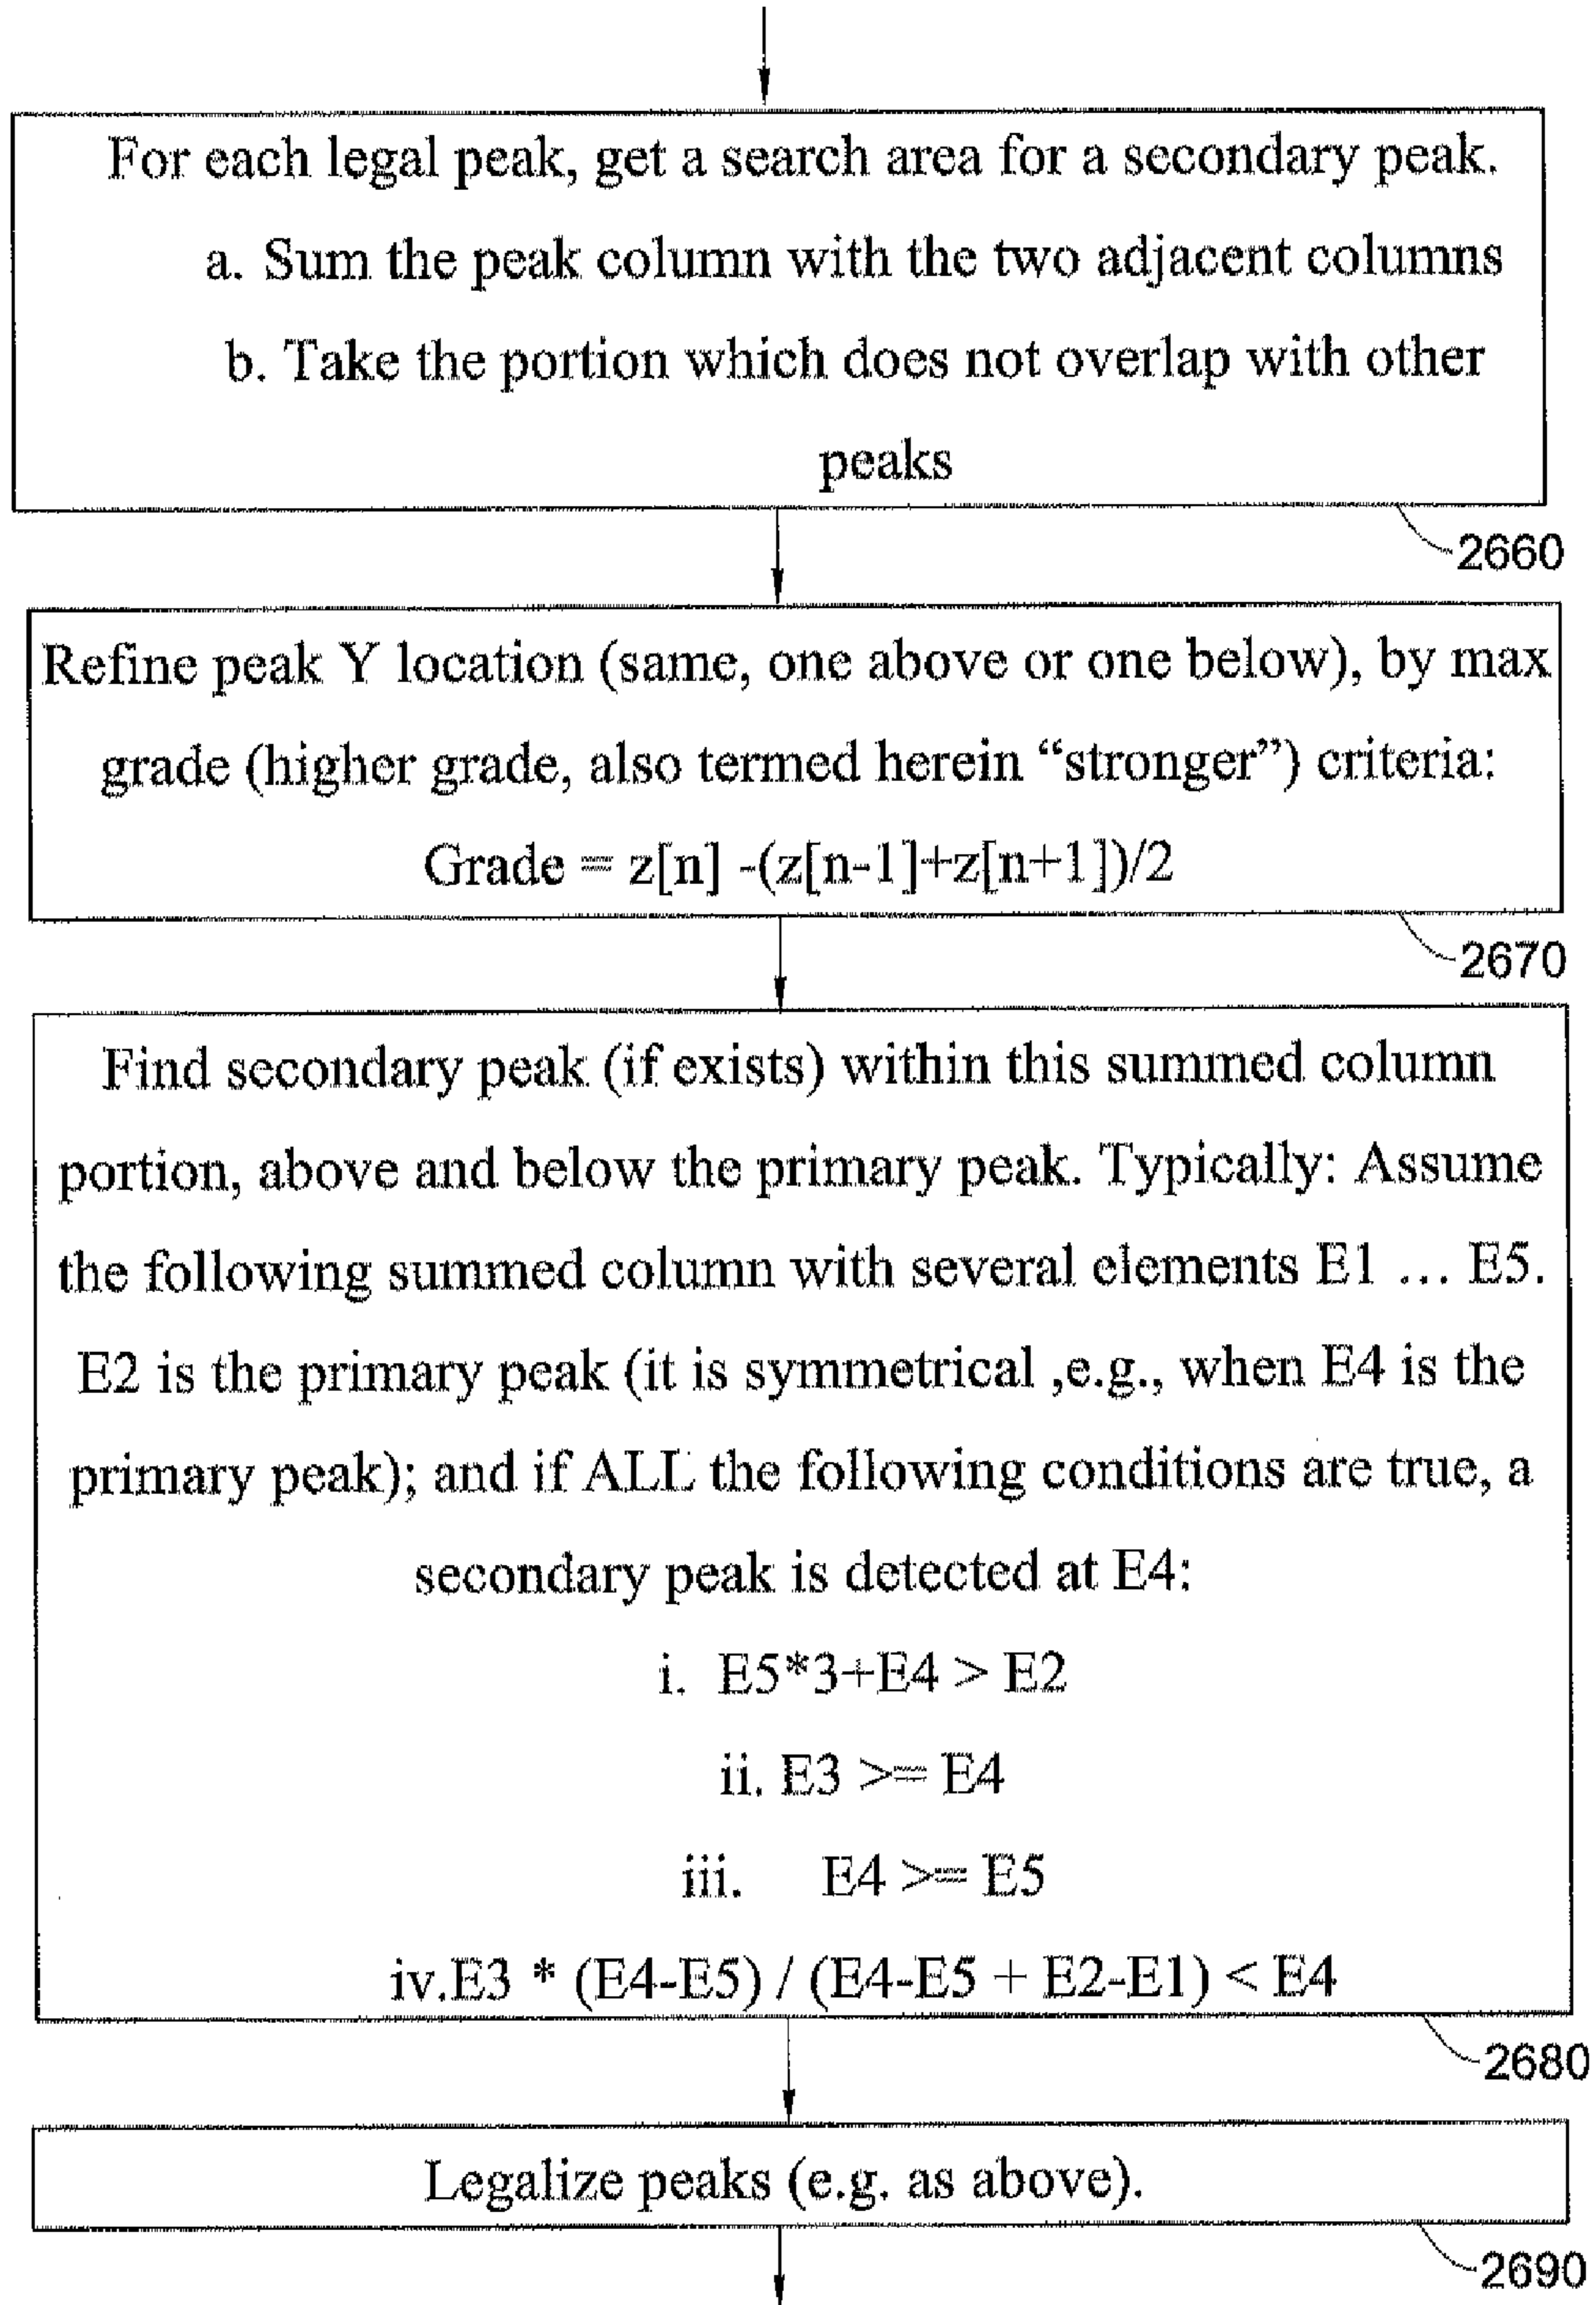 For each legal peak, get a search area for a secondary peak.
a. Sum the peak column with the two adjacent columns
b. Take the portion which does not overlap with other
peaks
2660
Refine peak Y location (same, one above or one below), by max
grade (higher grade, also termed herein “stronger”) criteria:
Grade = z[n] -(z[n-1]+z[n+1])/2
2670
Find secondary peak (if exists) within this summed column
portion, above and below the primary peak. Typically: Assume
the following summed column with several elements E1 ... E5.
E2 is the primary peak (it is symmetrical ,e.g., when E4 is the
primary peak); and if ALL the following conditions are true, a
secondary peak is detected at E4:
i. E5*3+E4 > E2
ii. E3 >= E4
iii. E4 >= E5
iv.E3 * (E4-E5) / (E4-E5 + E2-E1) < E4
2680
Legalize peaks (e.g. as above).
2690